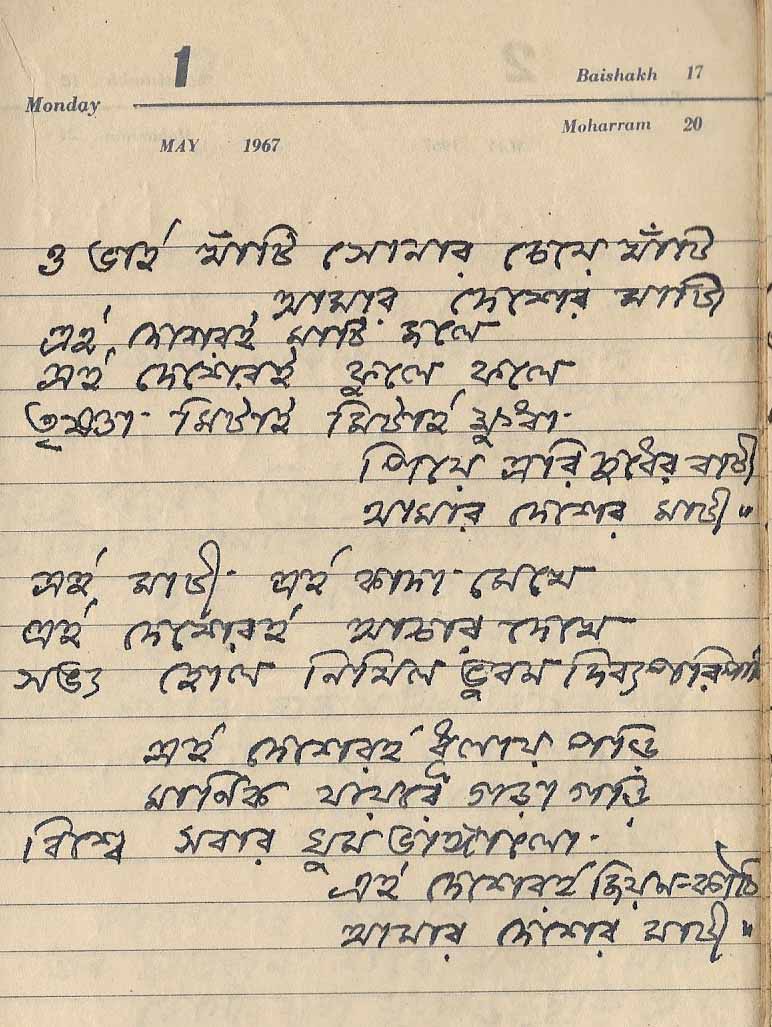 1
Baishakh 17
Monday
Moharram 20
MAY 1967
ও ভাই খাঁটি সোনার চেয়ে খাঁটি
আমার দেশের মাটি
এই দেশেরই মাটি জলে
এই দেশেরই ফুলে ফলে
তৃষ্ণা মিটাই মিটাই ক্ষুধা
পিয়ে এরি দুধের বাটী
আমার দেশের মাটী॥
এই মাটী এই কাদা মেখে
এই দেশেরই আচার দেখে
সভ্য হোল নিখিল ভুবন দিব্য পরিপাটি
এই দেশেরই ধূলায় পড়ি
মানিক যায়রে গড়াগড়ি
বিশ্বে সবার ঘুম ভাঙ্গালো
এই দেশেরই জিয়ন-কাঠি
আমার দেশের মাটী॥